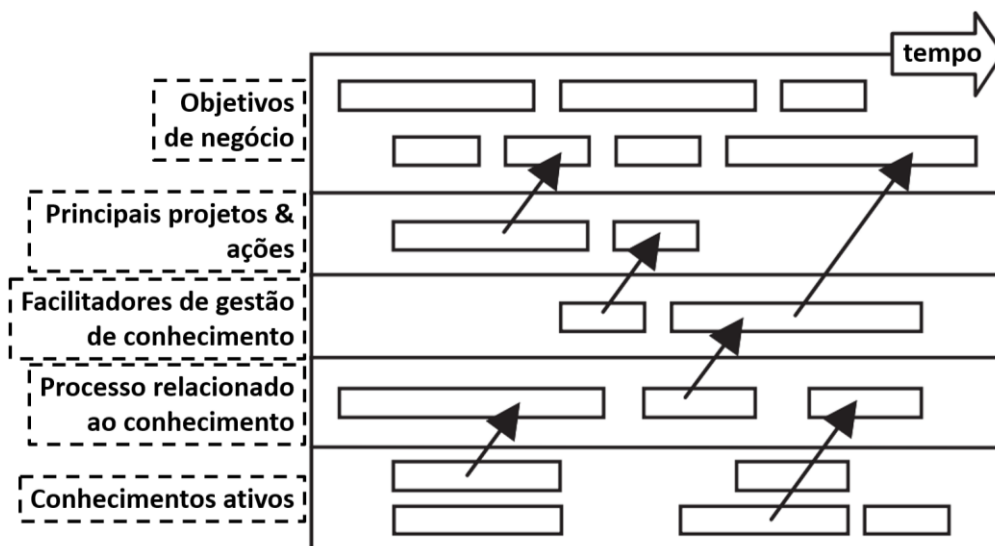 tempo
Objetivos
de negócio
Principais projetos &
ações
Facilitadores de gestão
de conhecimento
Processo relacionado
ao conhecimento
Conhecimentos ativos